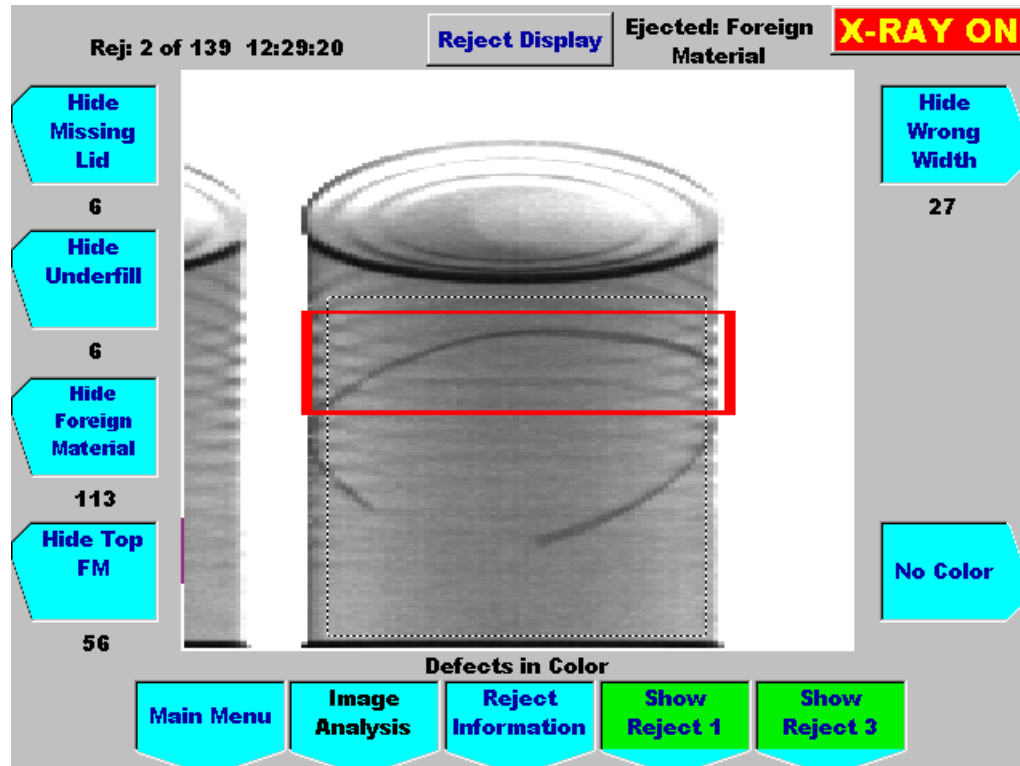 Rej: 2 of 139 12:29:20
Reject Display
Ejected: Foreign
Material
X-RAY ON
Hide
Missing
Lid
6
Hide
Underfill
6
Hide
Foreign
Material
113
Hide Top
FM
56
Hide
Wrong
Width
27
No Color
Defects in Color
Main Menu
Image
Analysis
Reject
Information
Show
Reject 1
Show
Reject 3